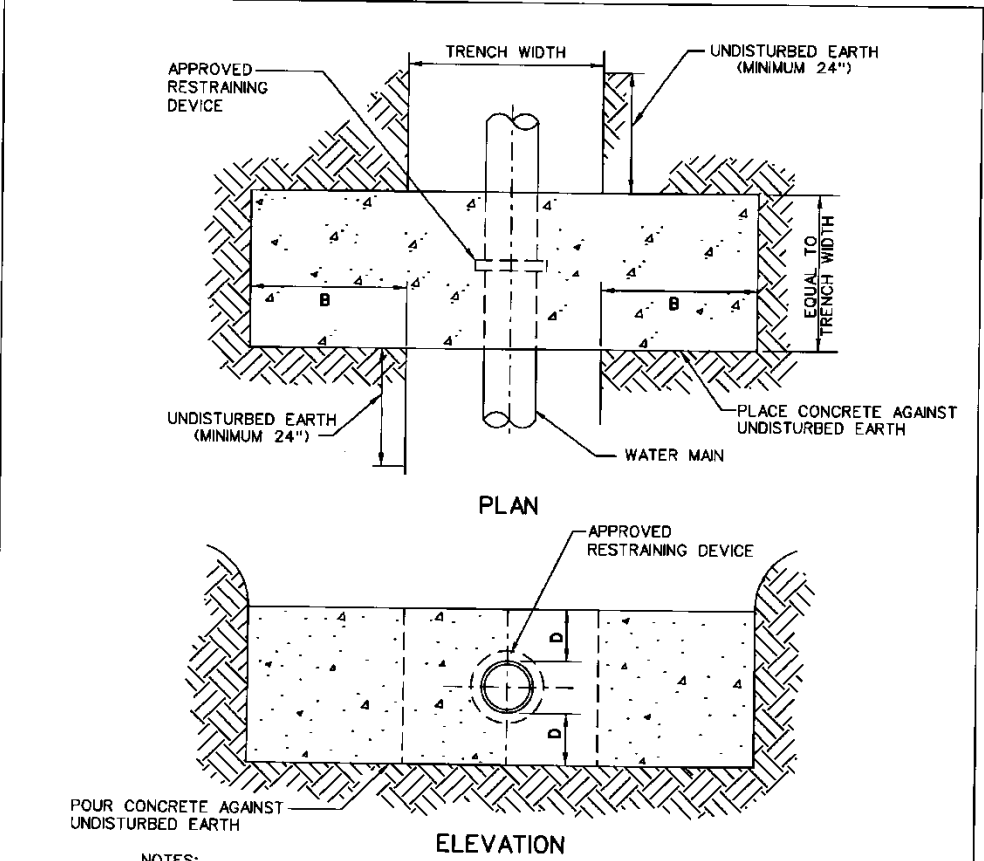 TRENCH WIDTH
UNDISTURBED EARTH
(MINIMUM 24")
APPROVED
RESTRAINING
DEVICE
EQUAL TO
TRENCH WIDTH
B
B
UNDISTURBED EARTH
(MINIMUM 24")
PLACE CONCRETE AGAINST
UNDISTURBED EARTH
WATER MAIN
PLAN
APPROVED
RESTRAINING DEVICE
D
D
POUR CONCRETE AGAINST
UNDISTURBED EARTH
ELEVATION
NOTES: